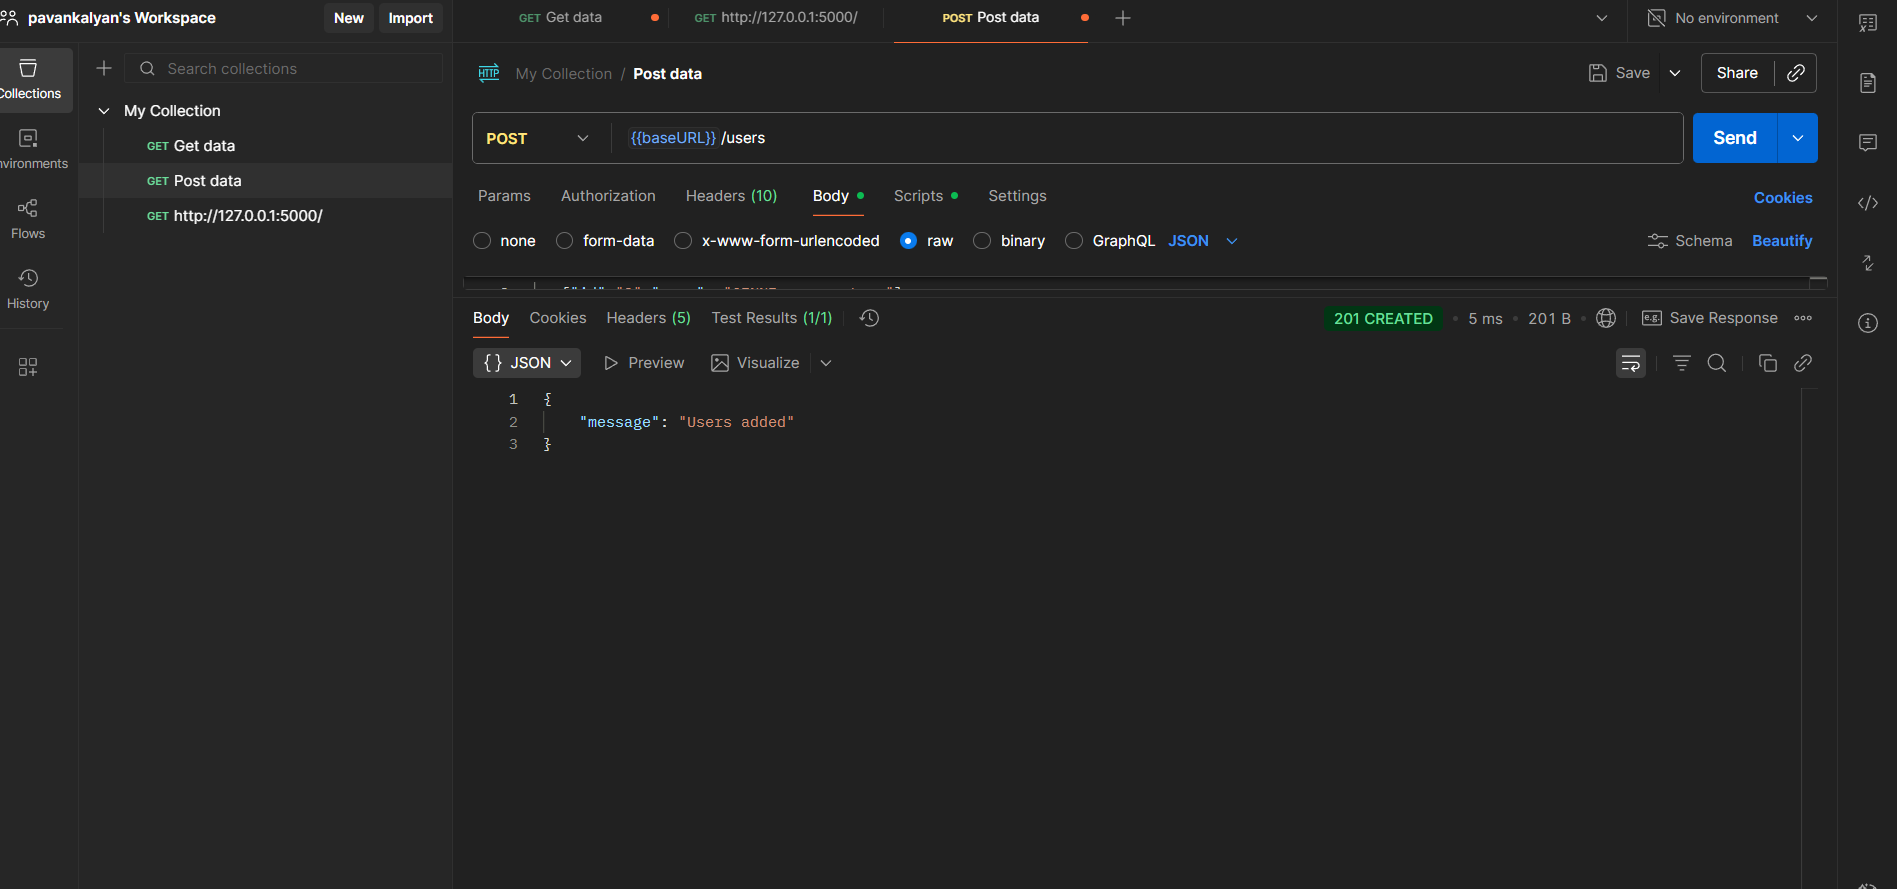 pavankalyan's Workspace New Import
GET Get data GET http://127.0.0.1:5000/ POST Post data No environment
Collections
Search collections
My Collection / Post data Save Share
My Collection
GET Get data
POST {{baseURL}}/users Send
nvironments
GET Post data
Params Authorization Headers (10) Body Scripts Settings Cookies
GET http://127.0.0.1:5000/
Flows
none form-data x-www-form-urlencoded raw binary GraphQL JSON Schema Beautify
History
Body Cookies Headers (5) Test Results (1/1) 201 CREATED 5 ms 201 B e.g. Save Response
{} JSON Preview Visualize
1 {
2 "message": "Users added"
3 }